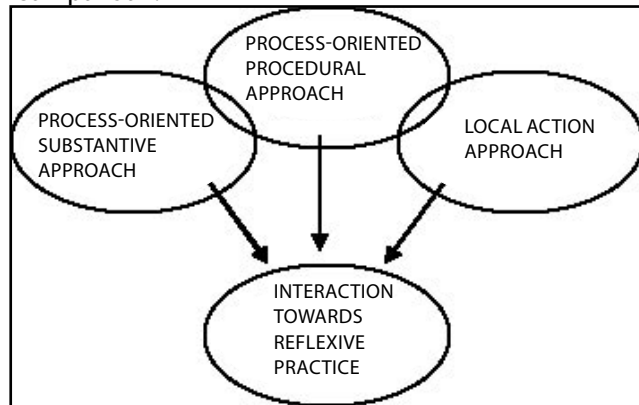 PROCESS-ORIENTED
PROCEDURAL
APPROACH
PROCESS-ORIENTED
SUBSTANTIVE
APPROACH
LOCAL ACTION
APPROACH
INTERACTION
TOWARDS
REFLEXIVE
PRACTICE